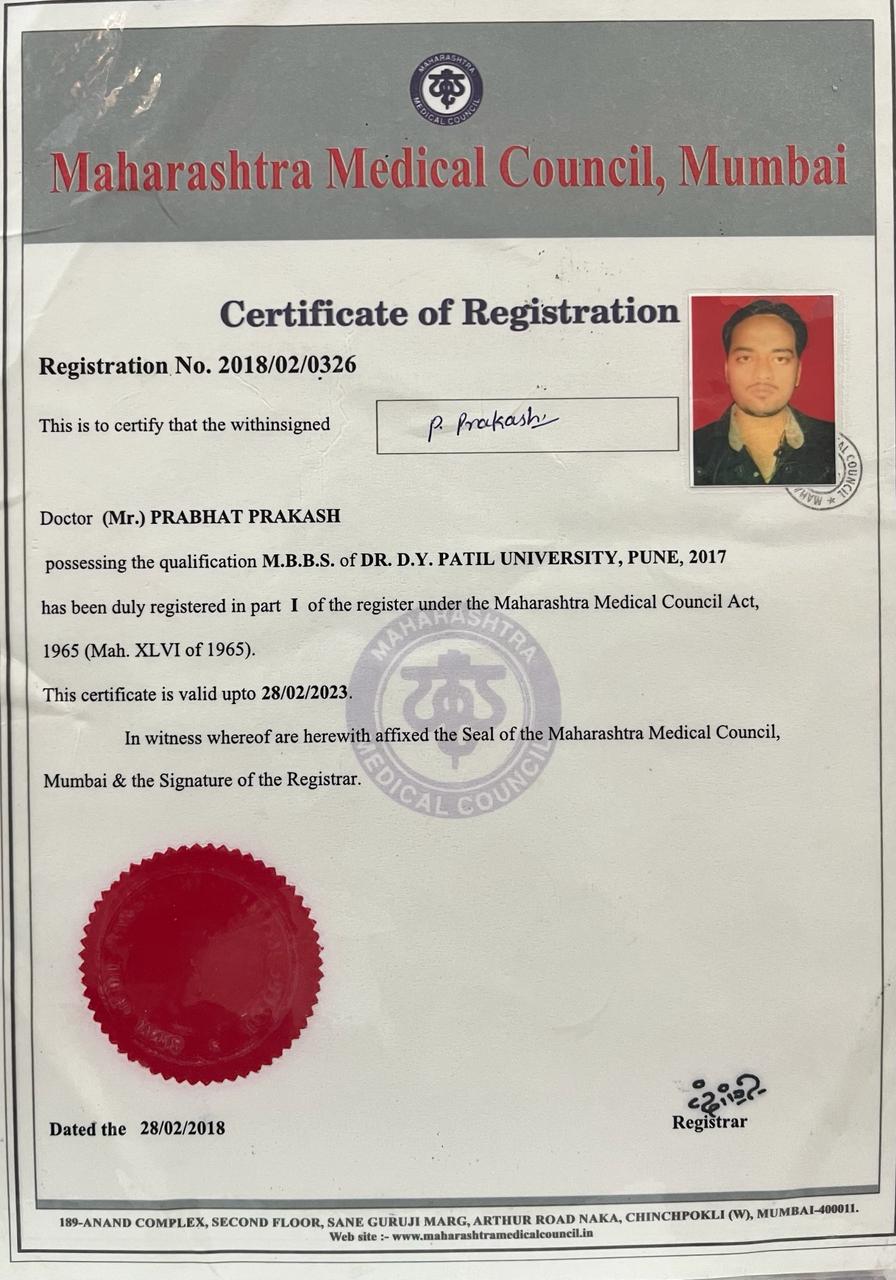 MAHARASHTRA MEDICAL COUNCIL
Maharashtra Medical Council, Mumbai
Certificate of Registration
Registration No. 2018/02/0326
This is to certify that the withinsigned P. Prakash
Doctor (Mr.) PRABHAT PRAKASH
possessing the qualification M.B.B.S. of DR. D.Y. PATIL UNIVERSITY, PUNE, 2017
has been duly registered in part I of the register under the Maharashtra Medical Council Act,
1965 (Mah. XLVI of 1965).
This certificate is valid upto 28/02/2023.
In witness whereof are herewith affixed the Seal of the Maharashtra Medical Council,
Mumbai & the Signature of the Registrar.
MAHARASHTRA MEDICAL COUNCIL
Dated the 28/02/2018
Registrar
189-ANAND COMPLEX, SECOND FLOOR, SANE GURUJI MARG, ARTHUR ROAD NAKA, CHINCHPOKLI (W), MUMBAI-400011.
Web site :- www.maharashtramedicalcouncil.in